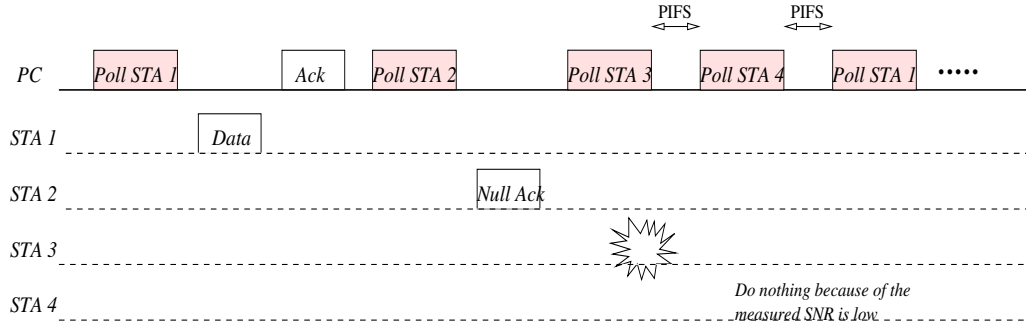 PIFS PIFS
PC Poll STA 1 Ack Poll STA 2 Poll STA 3 Poll STA 4 Poll STA 1 .....
STA 1 Data
STA 2 Null Ack
STA 3
STA 4 Do nothing because of the
measured SNR is low